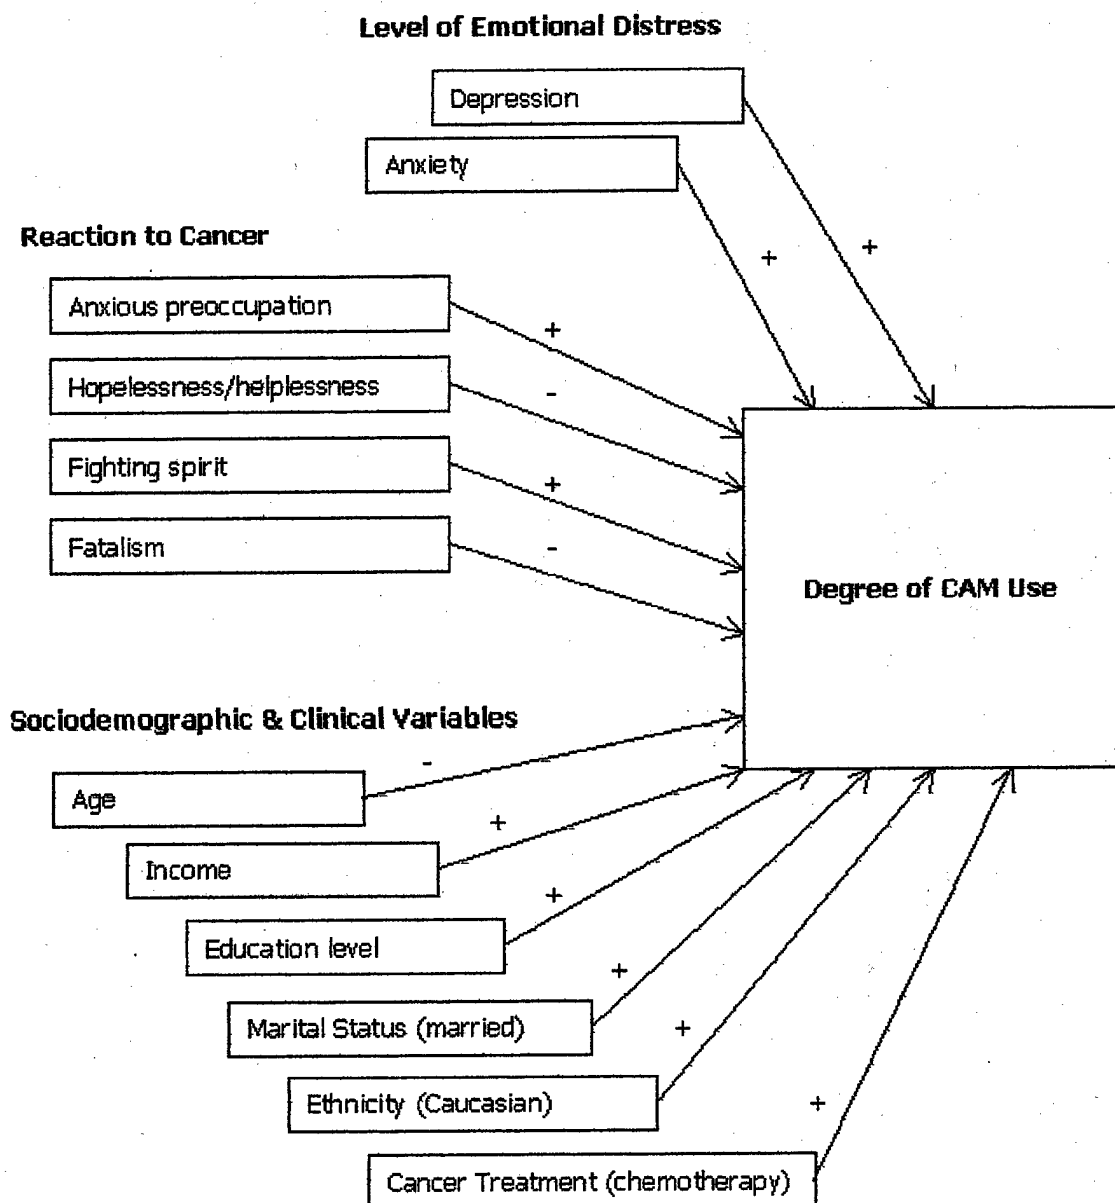 Level of Emotional Distress
Depression
Anxiety
+
+
Reaction to Cancer
Anxious preoccupation
+
Hopelessness/helplessness
-
Fighting spirit
+
Fatalism
-
Degree of CAM Use
Sociodemographic & Clinical Variables
-
Age
+
Income
+
Education level
+
Marital Status (married)
+
Ethnicity (Caucasian)
+
Cancer Treatment (chemotherapy)